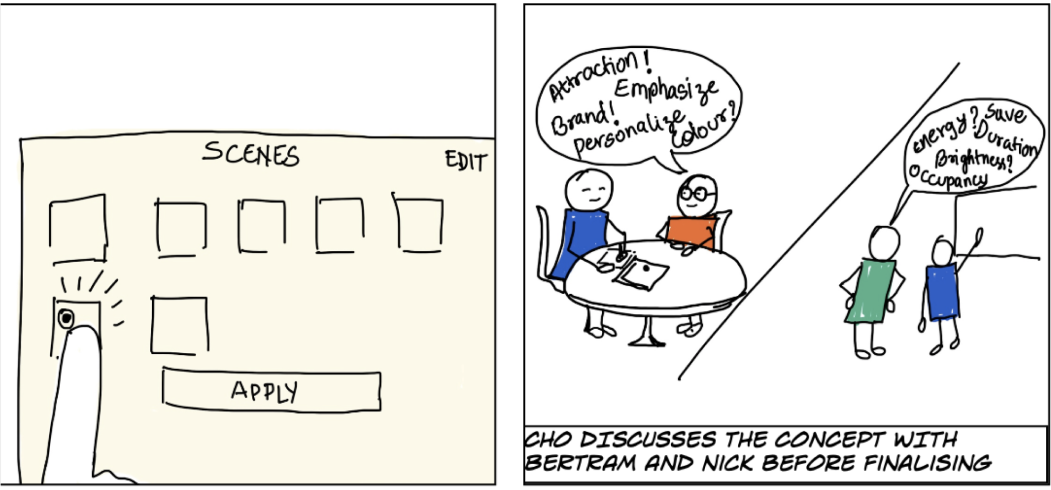 SCENES
EDIT
APPLY
Attraction!
Emphasize
Brand!
Personalize
Colour?
energy? Save
Duration
Brightness?
Occupancy
CHO DISCUSSES THE CONCEPT WITH
BERTRAM AND NICK BEFORE FINALISING